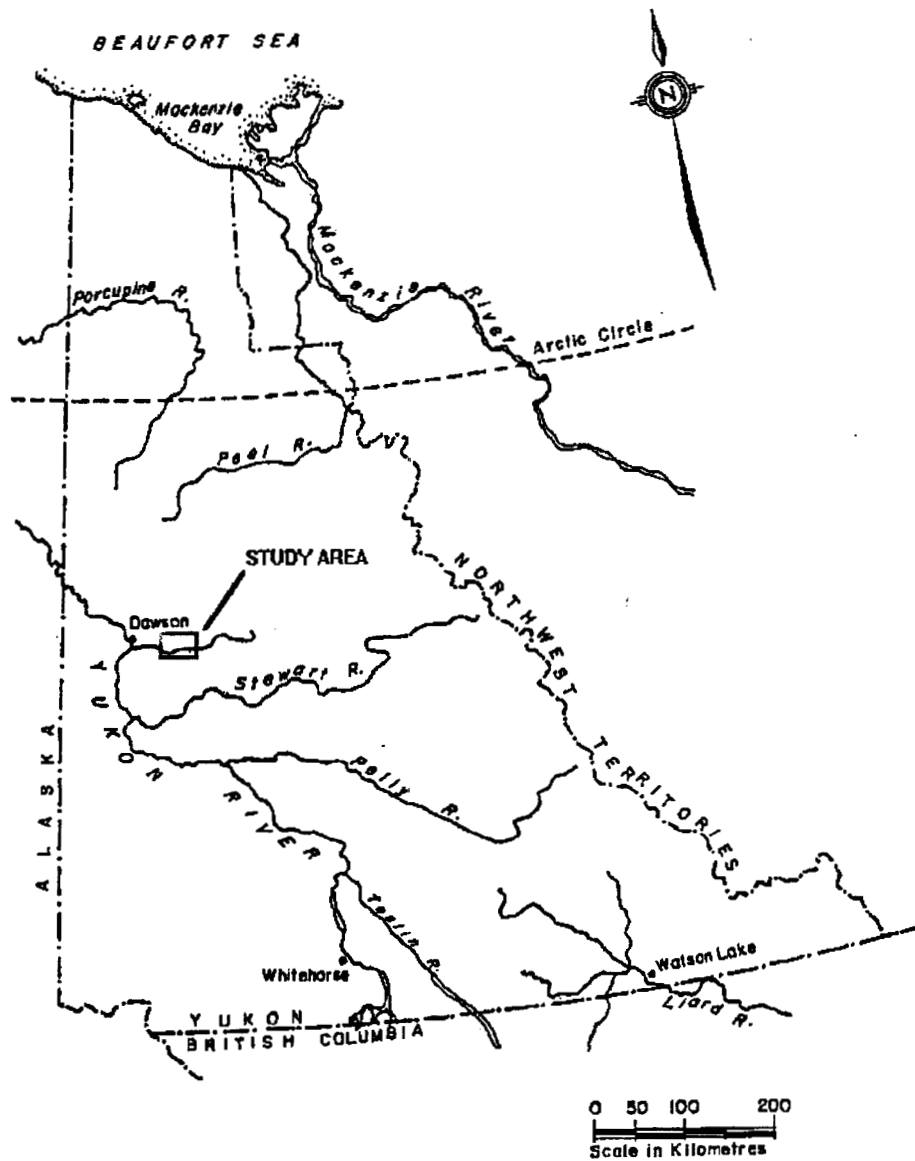 BEAUFORT SEA
Mackenzie
Bay
N
Mackenzie River
Porcupine R.
Arctic Circle
Peel R.
STUDY AREA
NORTHWEST TERRITORIES
Dawson
Stewart R.
YUKON RIVER
Pelly R.
ALASKA
Teslin R.
Whitehorse
Watson Lake
Liard R.
YUKON
BRITISH COLUMBIA
0 50 100 200
Scale in Kilometres